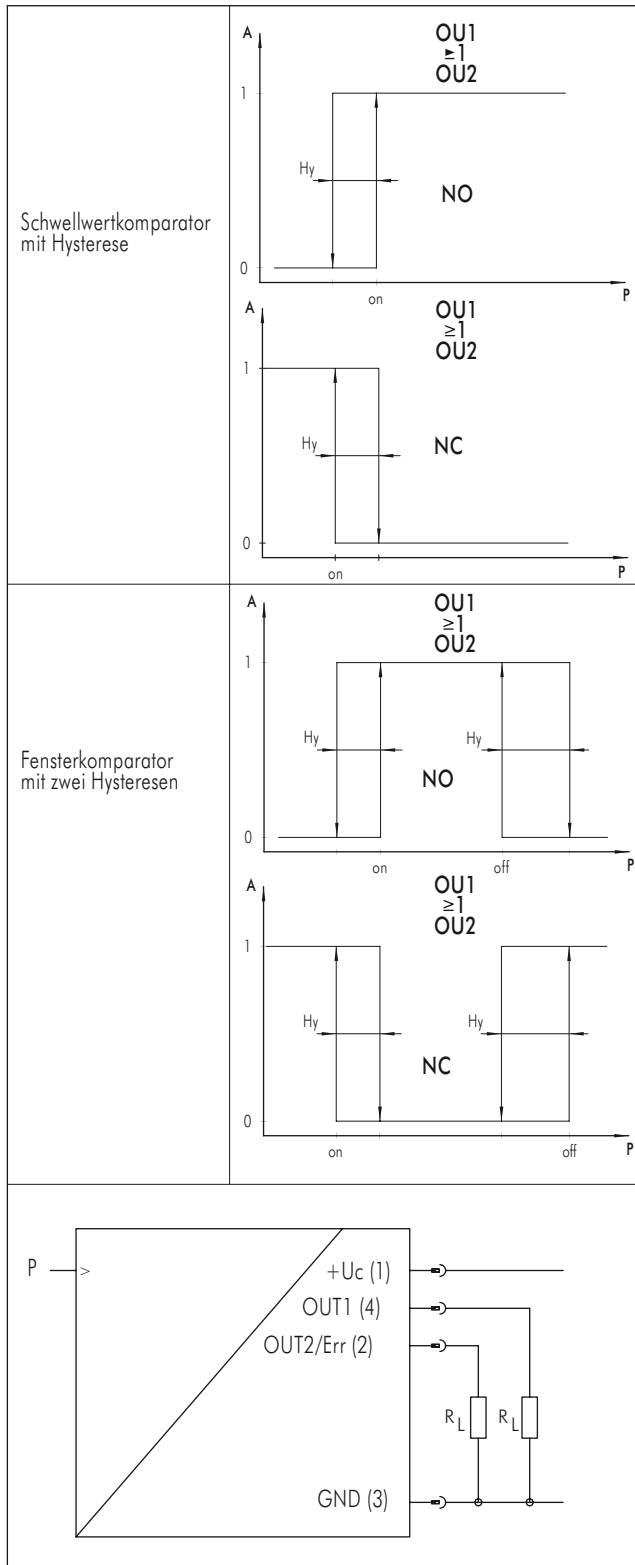 A
OU1
≥1
OU2
1
Hy
NO
Schwellwertkomparator
mit Hysterese
0
on
P
A
OU1
≥1
OU2
1
Hy
NC
0
on
P
A
OU1
≥1
OU2
1
Hy
Hy
NO
Fensterkomparator
mit zwei Hysteresen
0
on
off
P
A
OU1
≥1
OU2
1
Hy
Hy
NC
0
on
off
P
P
>
+Uc (1)
OUT1 (4)
OUT2/Err (2)
RL
RL
GND (3)